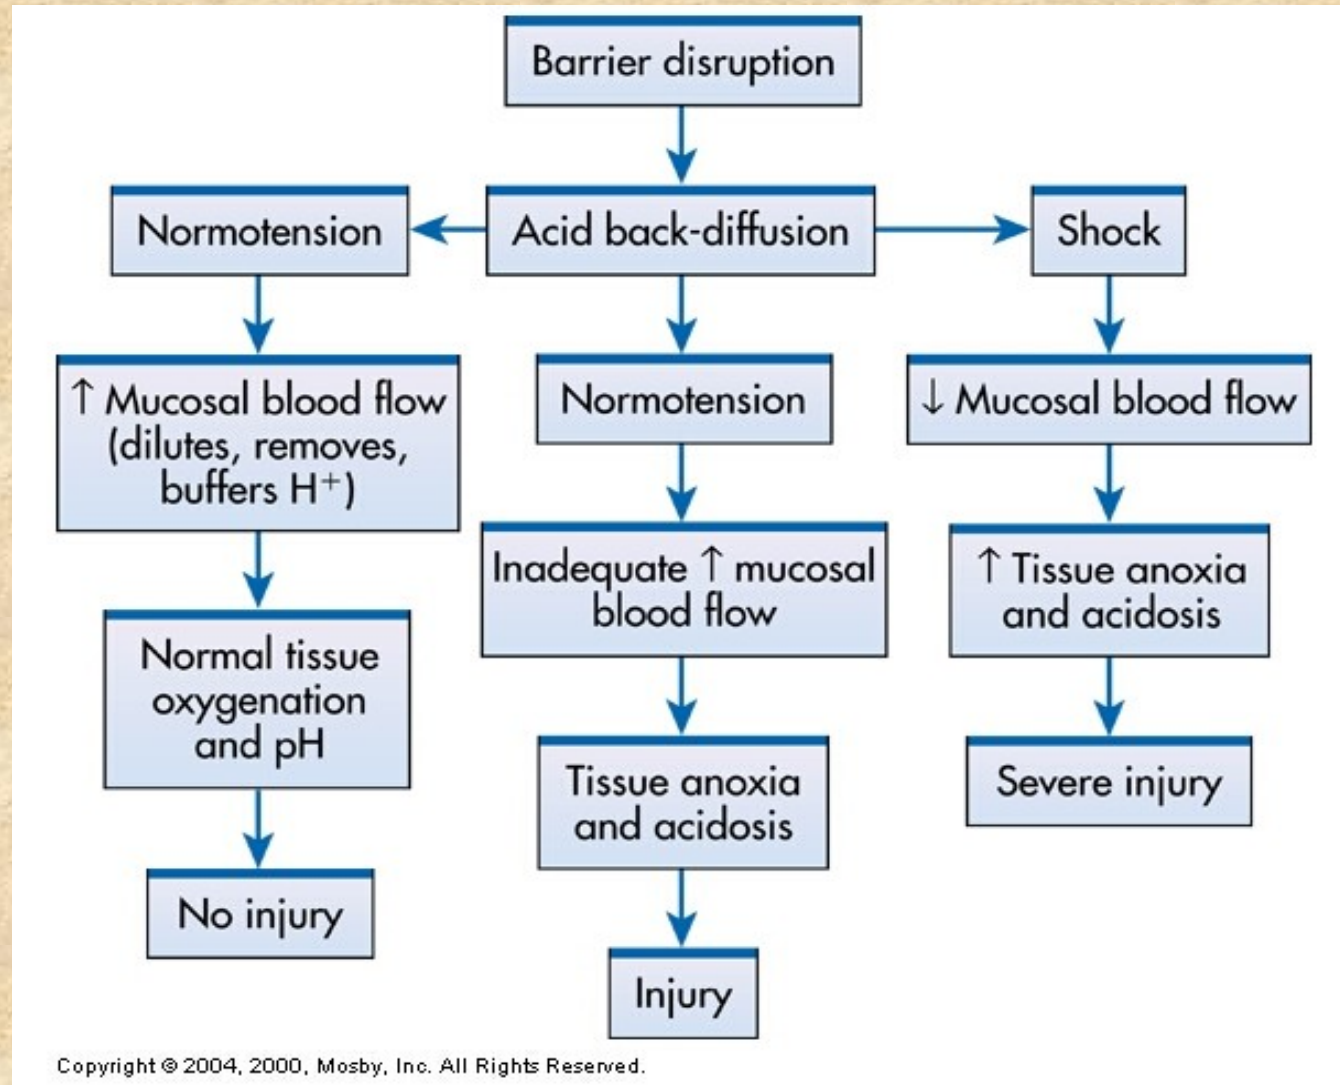 Barrier disruption
Normotension
Acid back-diffusion
Shock
↑ Mucosal blood flow
(dilutes, removes,
buffers H⁺)
Normotension
↓ Mucosal blood flow
Inadequate ↑ mucosal
blood flow
↑ Tissue anoxia
and acidosis
Normal tissue
oxygenation
and pH
Tissue anoxia
and acidosis
Severe injury
No injury
Injury
Copyright © 2004, 2000, Mosby, Inc. All Rights Reserved.